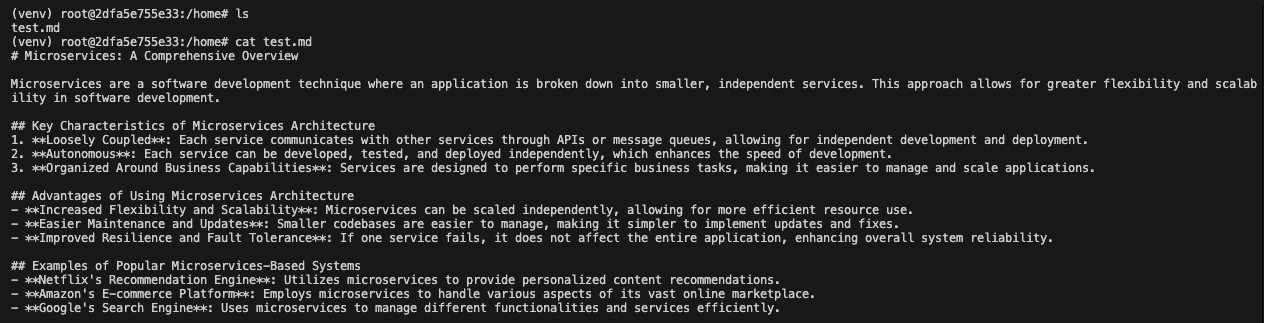 (venv) root@2dfa5e755e33:/home# ls
test.md
(venv) root@2dfa5e755e33:/home# cat test.md
# Microservices: A Comprehensive Overview

Microservices are a software development technique where an application is broken down into smaller, independent services. This approach allows for greater flexibility and scalab
ility in software development.

## Key Characteristics of Microservices Architecture
1. **Loosely Coupled**: Each service communicates with other services through APIs or message queues, allowing for independent development and deployment.
2. **Autonomous**: Each service can be developed, tested, and deployed independently, which enhances the speed of development.
3. **Organized Around Business Capabilities**: Services are designed to perform specific business tasks, making it easier to manage and scale applications.

## Advantages of Using Microservices Architecture
- **Increased Flexibility and Scalability**: Microservices can be scaled independently, allowing for more efficient resource use.
- **Easier Maintenance and Updates**: Smaller codebases are easier to manage, making it simpler to implement updates and fixes.
- **Improved Resilience and Fault Tolerance**: If one service fails, it does not affect the entire application, enhancing overall system reliability.

## Examples of Popular Microservices-Based Systems
- **Netflix's Recommendation Engine**: Utilizes microservices to provide personalized content recommendations.
- **Amazon's E-commerce Platform**: Employs microservices to handle various aspects of its vast online marketplace.
- **Google's Search Engine**: Uses microservices to manage different functionalities and services efficiently.